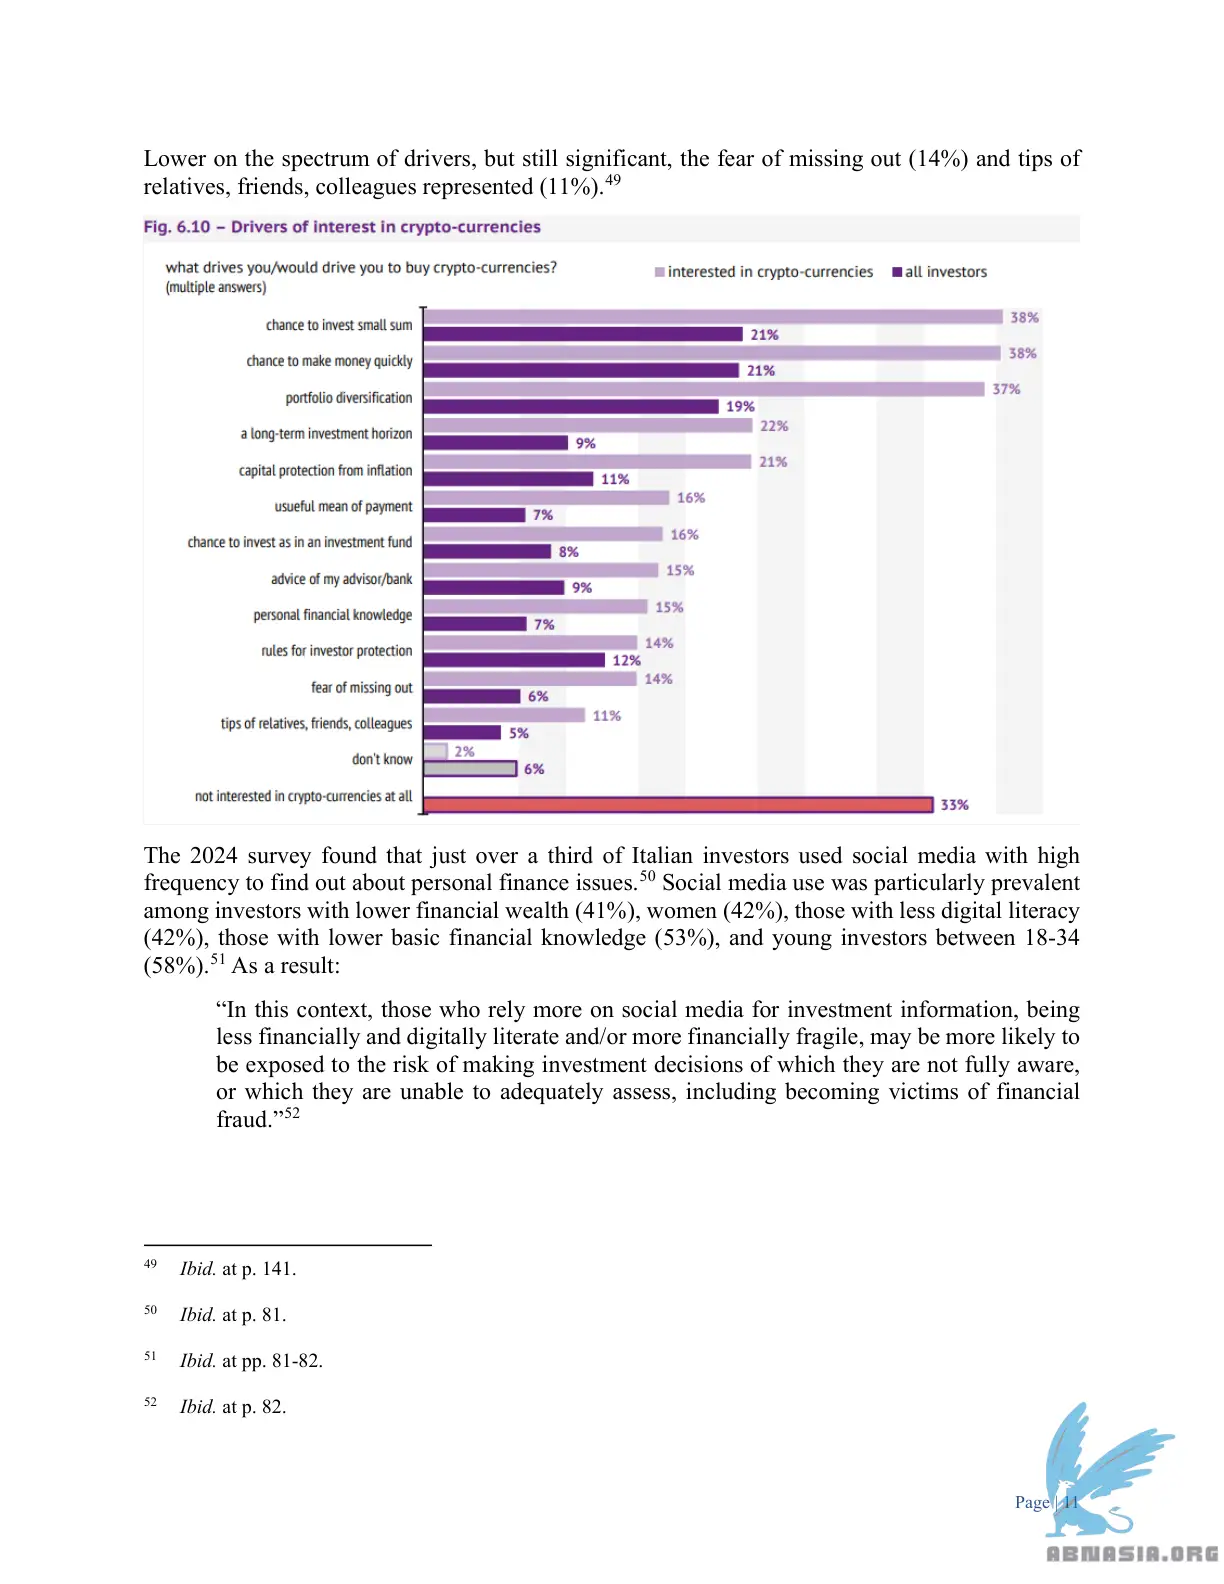 Lower on the spectrum of drivers, but still significant, the fear of missing out (14%) and tips of
relatives, friends, colleagues represented (11%).49
Fig. 6.10 – Drivers of interest in crypto-currencies
what drives you/would drive you to buy crypto-currencies?
(multiple answers)
interested in crypto-currencies
all investors
chance to invest small sum
38%
21%
chance to make money quickly
38%
21%
portfolio diversification
37%
19%
a long-term investment horizon
22%
9%
capital protection from inflation
21%
11%
usueful mean of payment
16%
7%
chance to invest as in an investment fund
16%
8%
advice of my advisor/bank
15%
9%
personal financial knowledge
15%
7%
rules for investor protection
14%
12%
fear of missing out
14%
6%
tips of relatives, friends, colleagues
11%
5%
don't know
2%
6%
not interested in crypto-currencies at all
33%
The 2024 survey found that just over a third of Italian investors used social media with high
frequency to find out about personal finance issues.50 Social media use was particularly prevalent
among investors with lower financial wealth (41%), women (42%), those with less digital literacy
(42%), those with lower basic financial knowledge (53%), and young investors between 18-34
(58%).51 As a result:
“In this context, those who rely more on social media for investment information, being
less financially and digitally literate and/or more financially fragile, may be more likely to
be exposed to the risk of making investment decisions of which they are not fully aware,
or which they are unable to adequately assess, including becoming victims of financial
fraud.”52
49 Ibid. at p. 141.
50 Ibid. at p. 81.
51 Ibid. at pp. 81-82.
52 Ibid. at p. 82.
Page | 11
ABNASIA.ORG